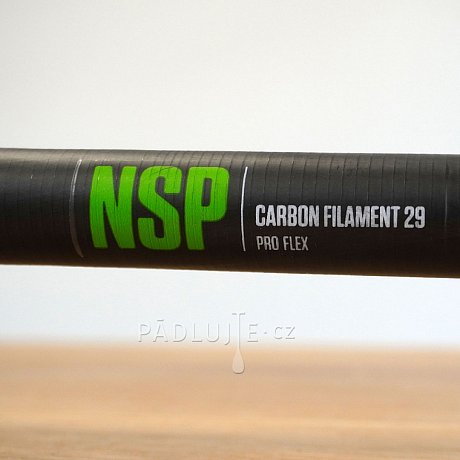 NSP
CARBON FILAMENT 29
PRO FLEX
PÁDLUJTE.CZ